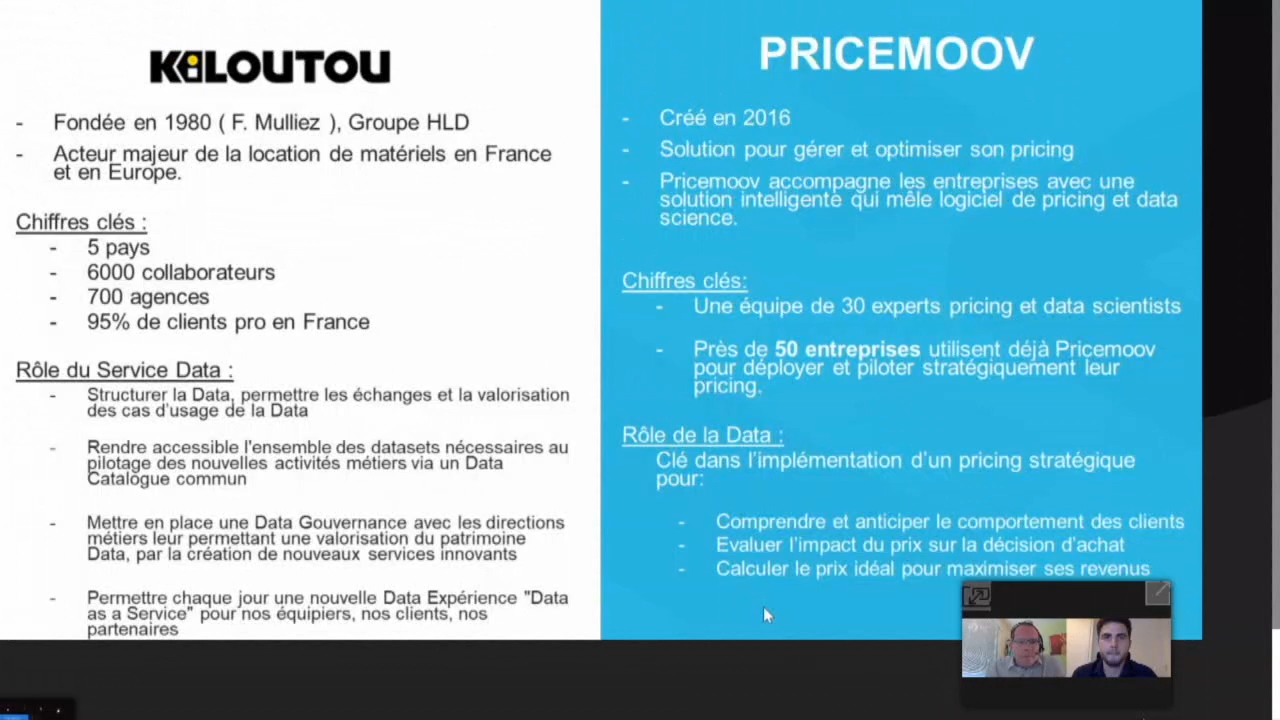 KiLOUTOU
- Fondée en 1980 ( F. Mulliez ), Groupe HLD
- Acteur majeur de la location de matériels en France
et en Europe.
Chiffres clés :
- 5 pays
- 6000 collaborateurs
- 700 agences
- 95% de clients pro en France
Rôle du Service Data :
- Structurer la Data, permettre les échanges et la valorisation
des cas d'usage de la Data
- Rendre accessible l'ensemble des datasets nécessaires au
pilotage des nouvelles activités métiers via un Data
Catalogue commun
- Mettre en place une Data Gouvernance avec les directions
métiers leur permettant une valorisation du patrimoine
Data, par la création de nouveaux services innovants
- Permettre chaque jour une nouvelle Data Expérience "Data
as a Service" pour nos équipiers, nos clients, nos
partenaires
PRICEMOOV
- Créé en 2016
- Solution pour gérer et optimiser son pricing
- Pricemoov accompagne les entreprises avec une
solution intelligente qui mêle logiciel de pricing et data
science.
Chiffres clés:
- Une équipe de 30 experts pricing et data scientists
- Près de 50 entreprises utilisent déjà Pricemoov
pour déployer et piloter stratégiquement leur
pricing.
Rôle de la Data :
Clé dans l'implémentation d'un pricing stratégique
pour:
- Comprendre et anticiper le comportement des clients
- Evaluer l'impact du prix sur la décision d'achat
- Calculer le prix idéal pour maximiser ses revenus